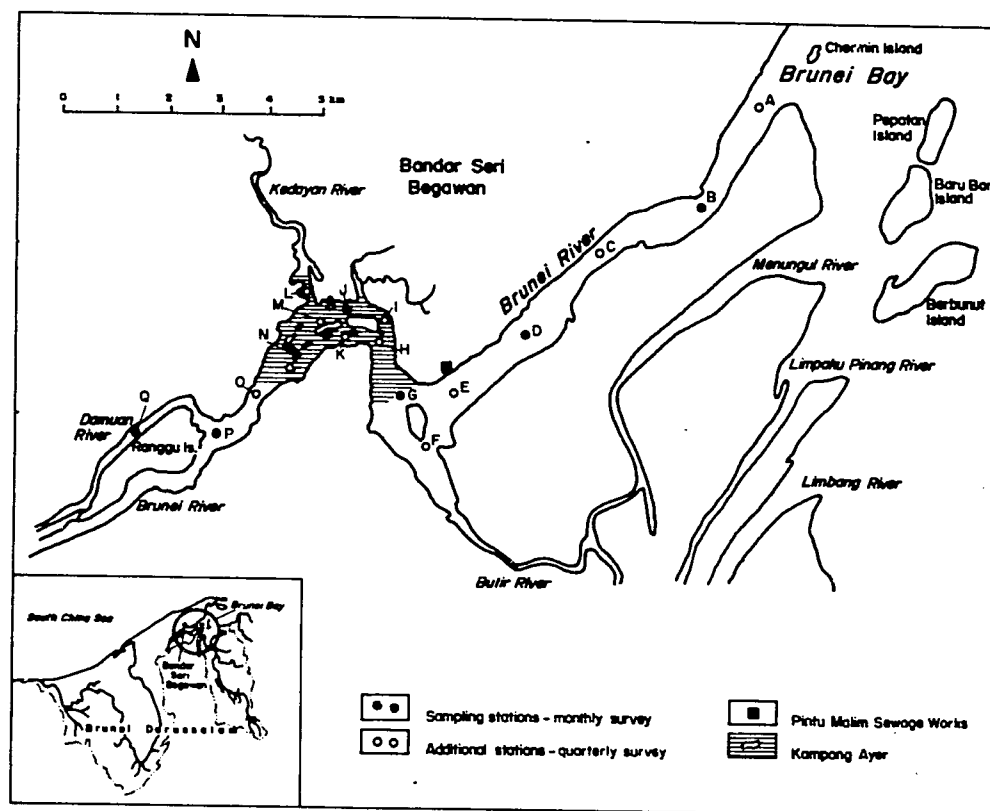 N
0 1 2 3 4 5 km
Chermin Island
Brunei Bay
A
Pepatan
Island
Bandar Seri
Begawan
Kedayan River
Baru Bar
Island
B
Brunei River
C
Menungul River
L
M
J
I
Berbunut
Island
N
K
H
D
Limpaku Pinang River
O
G
E
Q
Damuan
River
Ranggu Is.
P
F
Limbang River
Brunei River
Butir River
South China Sea
Brunei Bay
Bandar
Seri
Begawan
Brunei Darussalam
Sampling stations - monthly survey
Additional stations - quarterly survey
Pintu Malim Sewage Works
Kampong Ayer